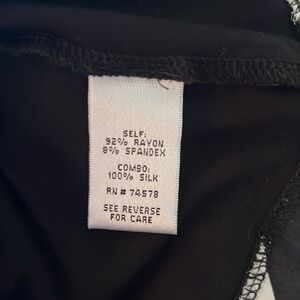 SELF:
92% RAYON
8% SPANDEX
COMBO:
100% SILK
RN # 74578
SEE REVERSE
FOR CARE